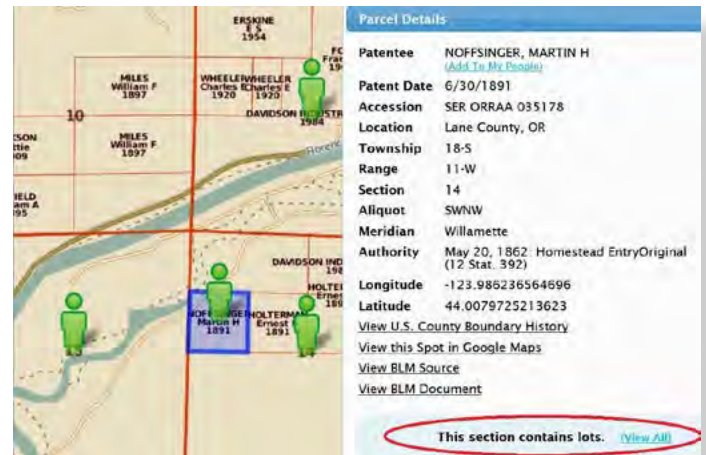 ERSKINE
E S
1954
MILES
William F
1897
WHEELER
Charles E
1920
WHEELER
Charles E
1920
10
DAVIDSON INDUSTR
1984
MILES
William F
1897
Florenc
DAVIDSON IND
NOFFSINGER
Martin H
1891
HOLTERMAN
Ernest
1891
Parcel Details
Patentee NOFFSINGER, MARTIN H
(Add To My People)
Patent Date 6/30/1891
Accession SER ORRAA 035178
Location Lane County, OR
Township 18-S
Range 11-W
Section 14
Aliquot SWNW
Meridian Willamette
Authority May 20, 1862: Homestead EntryOriginal
(12 Stat. 392)
Longitude -123.986236564696
Latitude 44.0079725213623
View U.S. County Boundary History
View this Spot in Google Maps
View BLM Source
View BLM Document
This section contains lots. (View All)